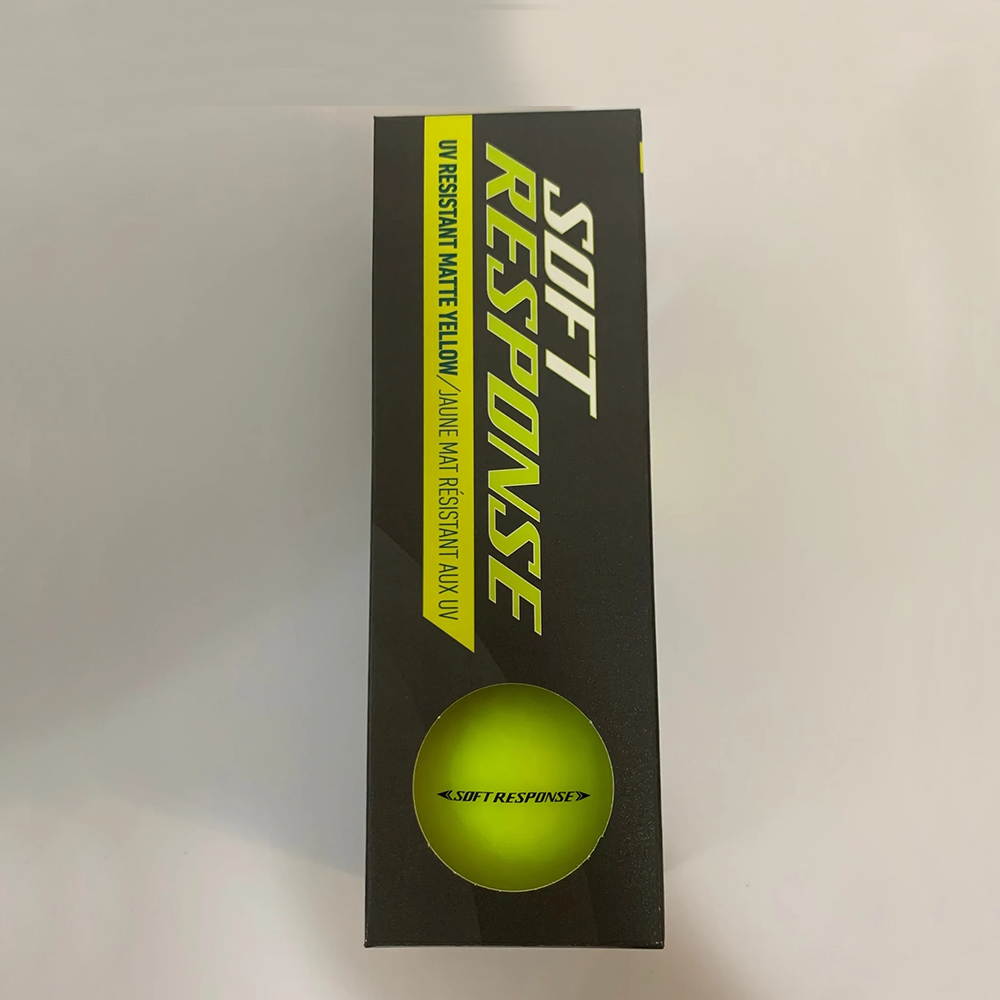 SOFT
RESPONSE
UV RESISTANT MATTE YELLOW/JAUNE MAT RÉSISTANT AUX UV
SOFT RESPONSE